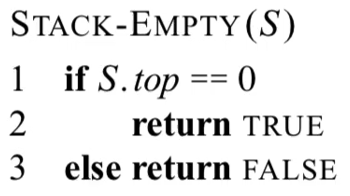 STACK-EMPTY(S)
1 if S.top == 0
2 return TRUE
3 else return FALSE